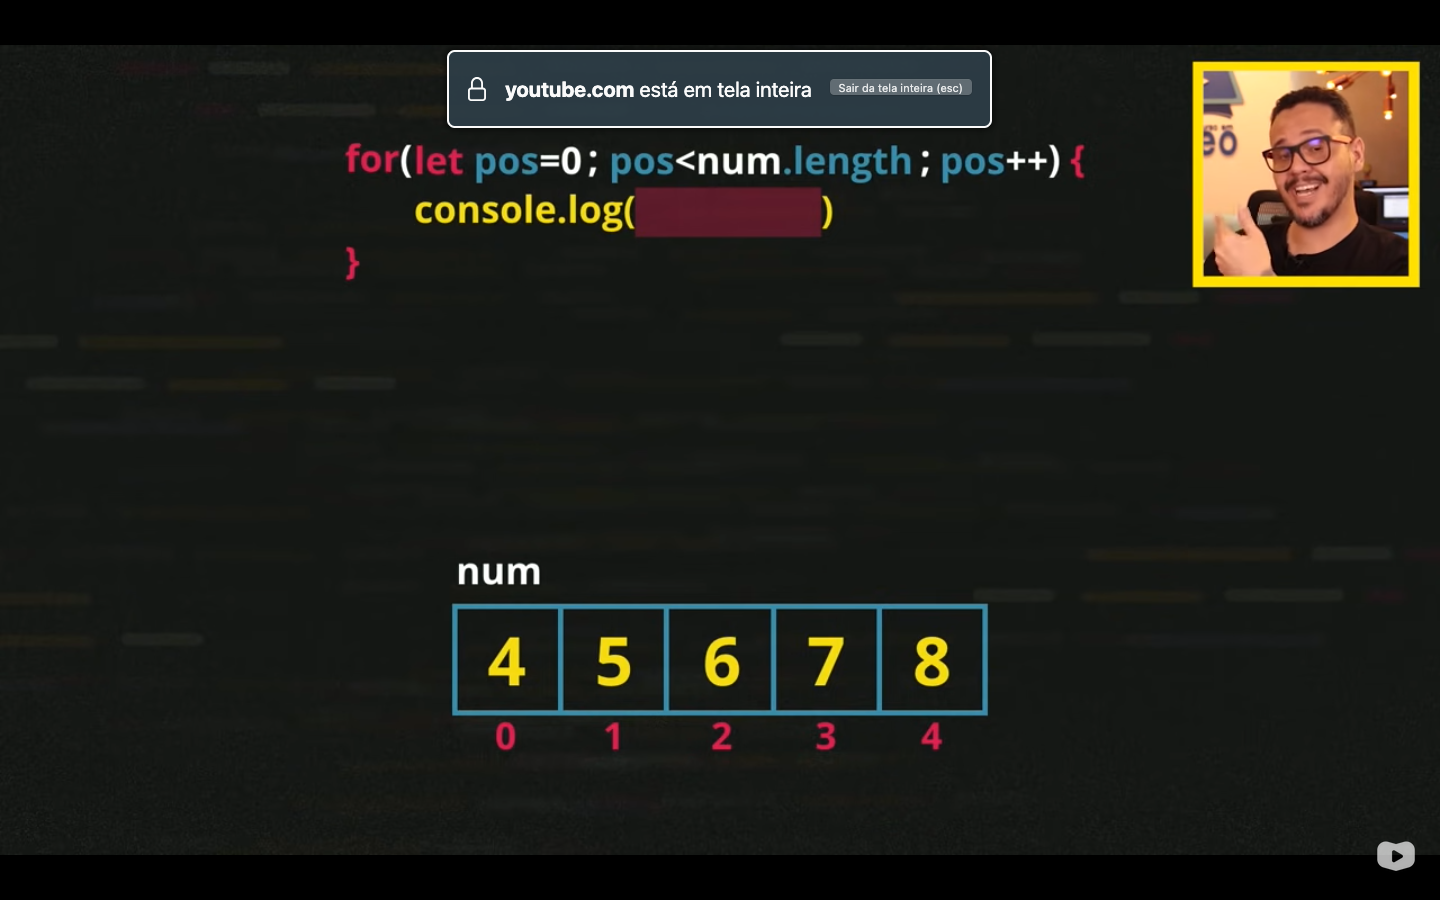 youtube.com está em tela inteira
Sair da tela inteira (esc)
for(let pos=0; pos<num.length; pos++) {
console.log( )
}
num
4 5 6 7 8
0 1 2 3 4